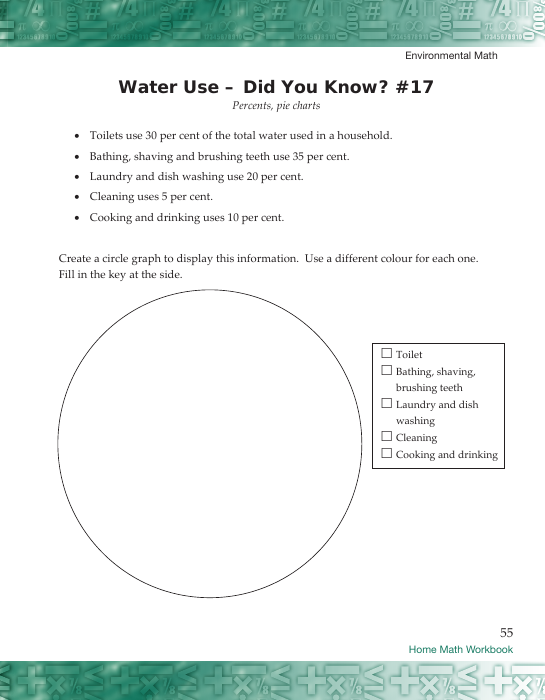 Environmental Math
Water Use – Did You Know? #17
Percents, pie charts
• Toilets use 30 per cent of the total water used in a household.
• Bathing, shaving and brushing teeth use 35 per cent.
• Laundry and dish washing use 20 per cent.
• Cleaning uses 5 per cent.
• Cooking and drinking uses 10 per cent.
Create a circle graph to display this information. Use a different colour for each one.
Fill in the key at the side.
☐ Toilet
☐ Bathing, shaving,
brushing teeth
☐ Laundry and dish
washing
☐ Cleaning
☐ Cooking and drinking
55
Home Math Workbook